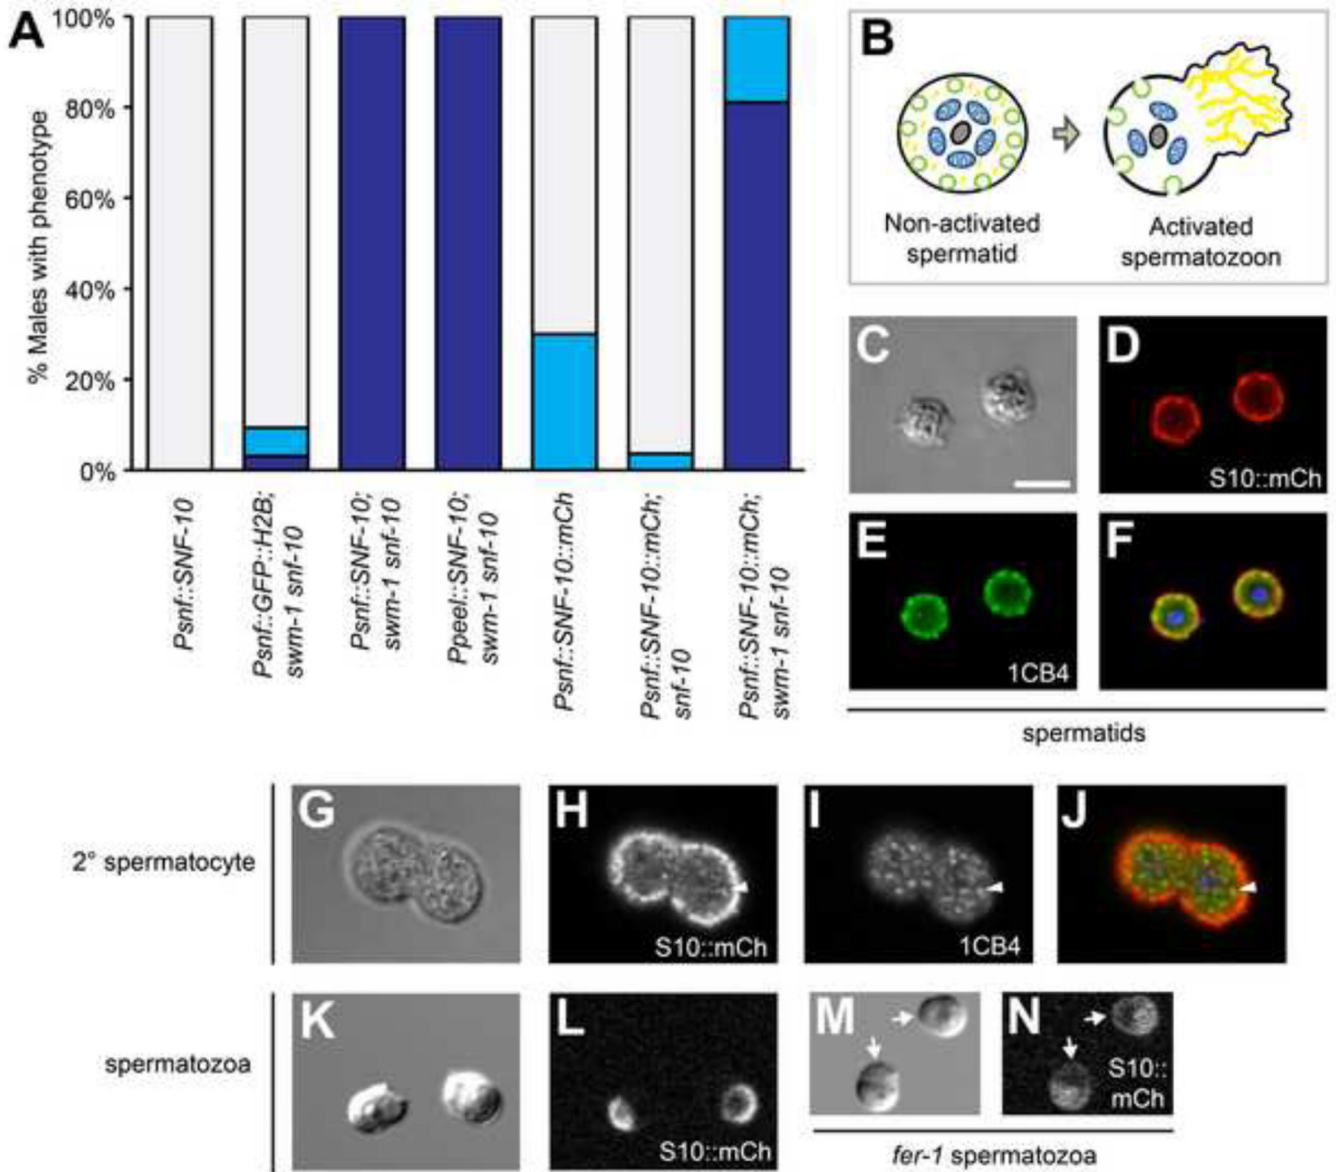 A
% Males with phenotype
100%
80%
60%
40%
20%
0%
Psnf::SNF-10
Psnf::GFP::H2B;
swm-1 snf-10
Psnf::SNF-10;
swm-1 snf-10
Ppeel::SNF-10;
swm-1 snf-10
Psnf::SNF-10::mCh
Psnf::SNF-10::mCh;
snf-10
Psnf::SNF-10::mCh;
swm-1 snf-10
B
Non-activated
spermatid
Activated
spermatozoon
C
D
S10::mCh
E
1CB4
F
spermatids
2° spermatocyte
G
H
S10::mCh
I
1CB4
J
spermatozoa
K
L
S10::mCh
M
N
S10::
mCh
fer-1 spermatozoa